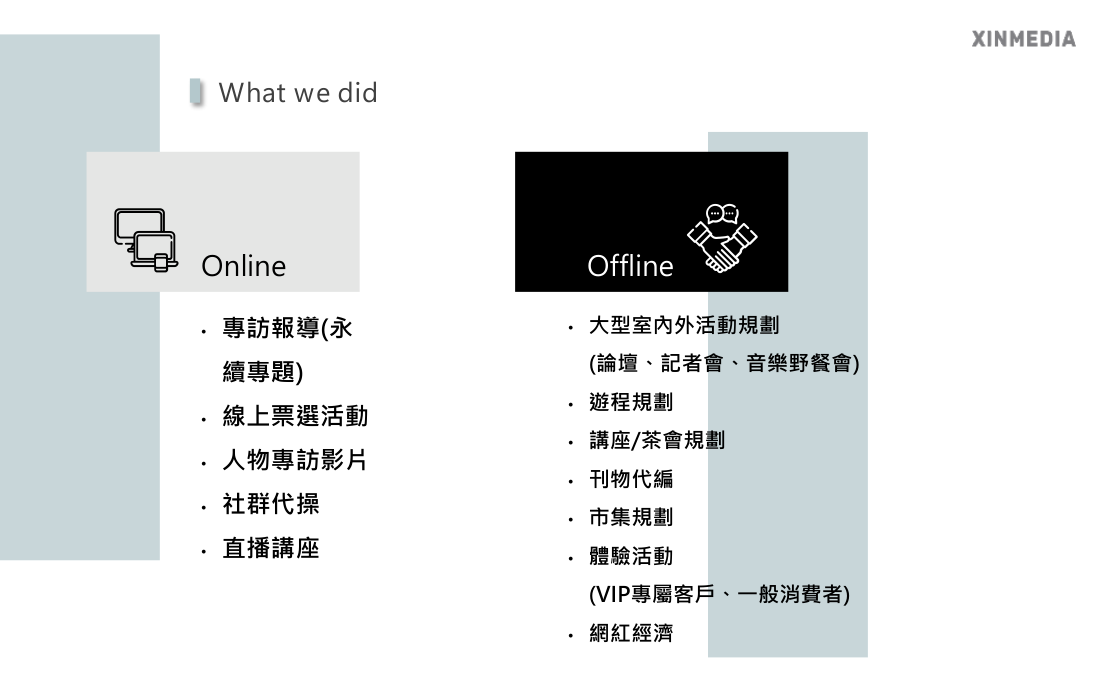 XINMEDIA
What we did
Online
• 專訪報導(永
續專題)
• 線上票選活動
• 人物專訪影片
• 社群代操
• 直播講座
Offline
• 大型室內外活動規劃
(論壇、記者會、音樂野餐會)
• 遊程規劃
• 講座/茶會規劃
• 刊物代編
• 市集規劃
• 體驗活動
(VIP專屬客戶、一般消費者)
• 網紅經濟